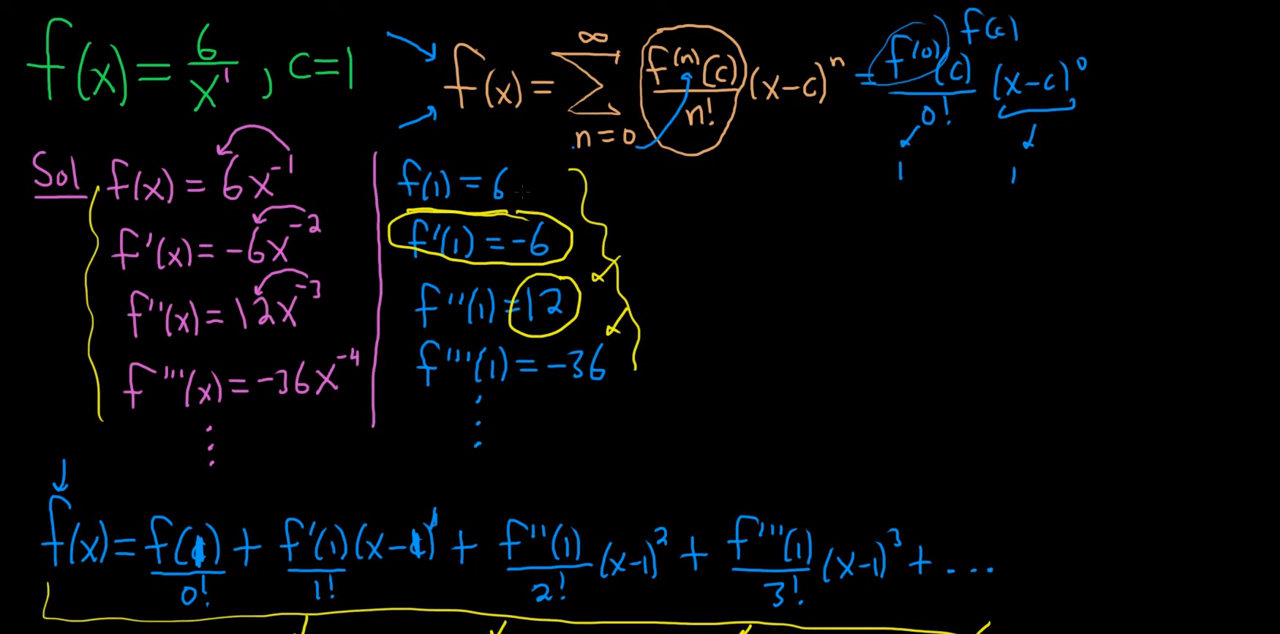 f(x) = 6/x¹, c=1
f(x) = ∑_{n=0}^{∞} f⁽ⁿ⁾(c)/n! (x-c)ⁿ = f⁽⁰⁾(c)/0! (x-c)⁰
f(c)
1 1
Sol f(x) = 6x⁻¹
f'(x) = -6x⁻²
f''(x) = 12x⁻³
f'''(x) = -36x⁻⁴
⋮
f(1) = 6
f'(1) = -6
f''(1) = 12
f'''(1) = -36
⋮
f(x) = f(1)/0! + f'(1)/1! (x-1)¹ + f''(1)/2! (x-1)² + f'''(1)/3! (x-1)³ + ...